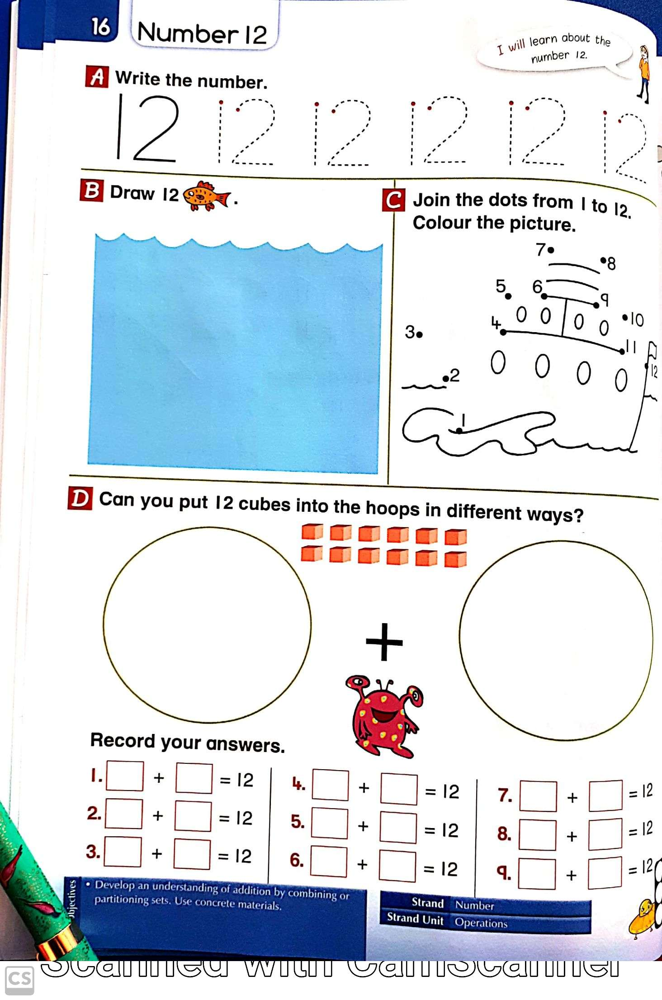 16
Number 12
I will learn about the
number 12.
A Write the number.
12 12 12 12 12 12
B Draw 12 .
C Join the dots from 1 to 12.
Colour the picture.
7
8
5
6
9
10
4
3
11
12
2
1
D Can you put 12 cubes into the hoops in different ways?
+
Record your answers.
1. + = 12
2. + = 12
3. + = 12
4. + = 12
5. + = 12
6. + = 12
7. + = 12
8. + = 12
9. + = 12
Objectives
• Develop an understanding of addition by combining or
partitioning sets. Use concrete materials.
Strand Number
Strand Unit Operations
CS Scanned with CamScanner